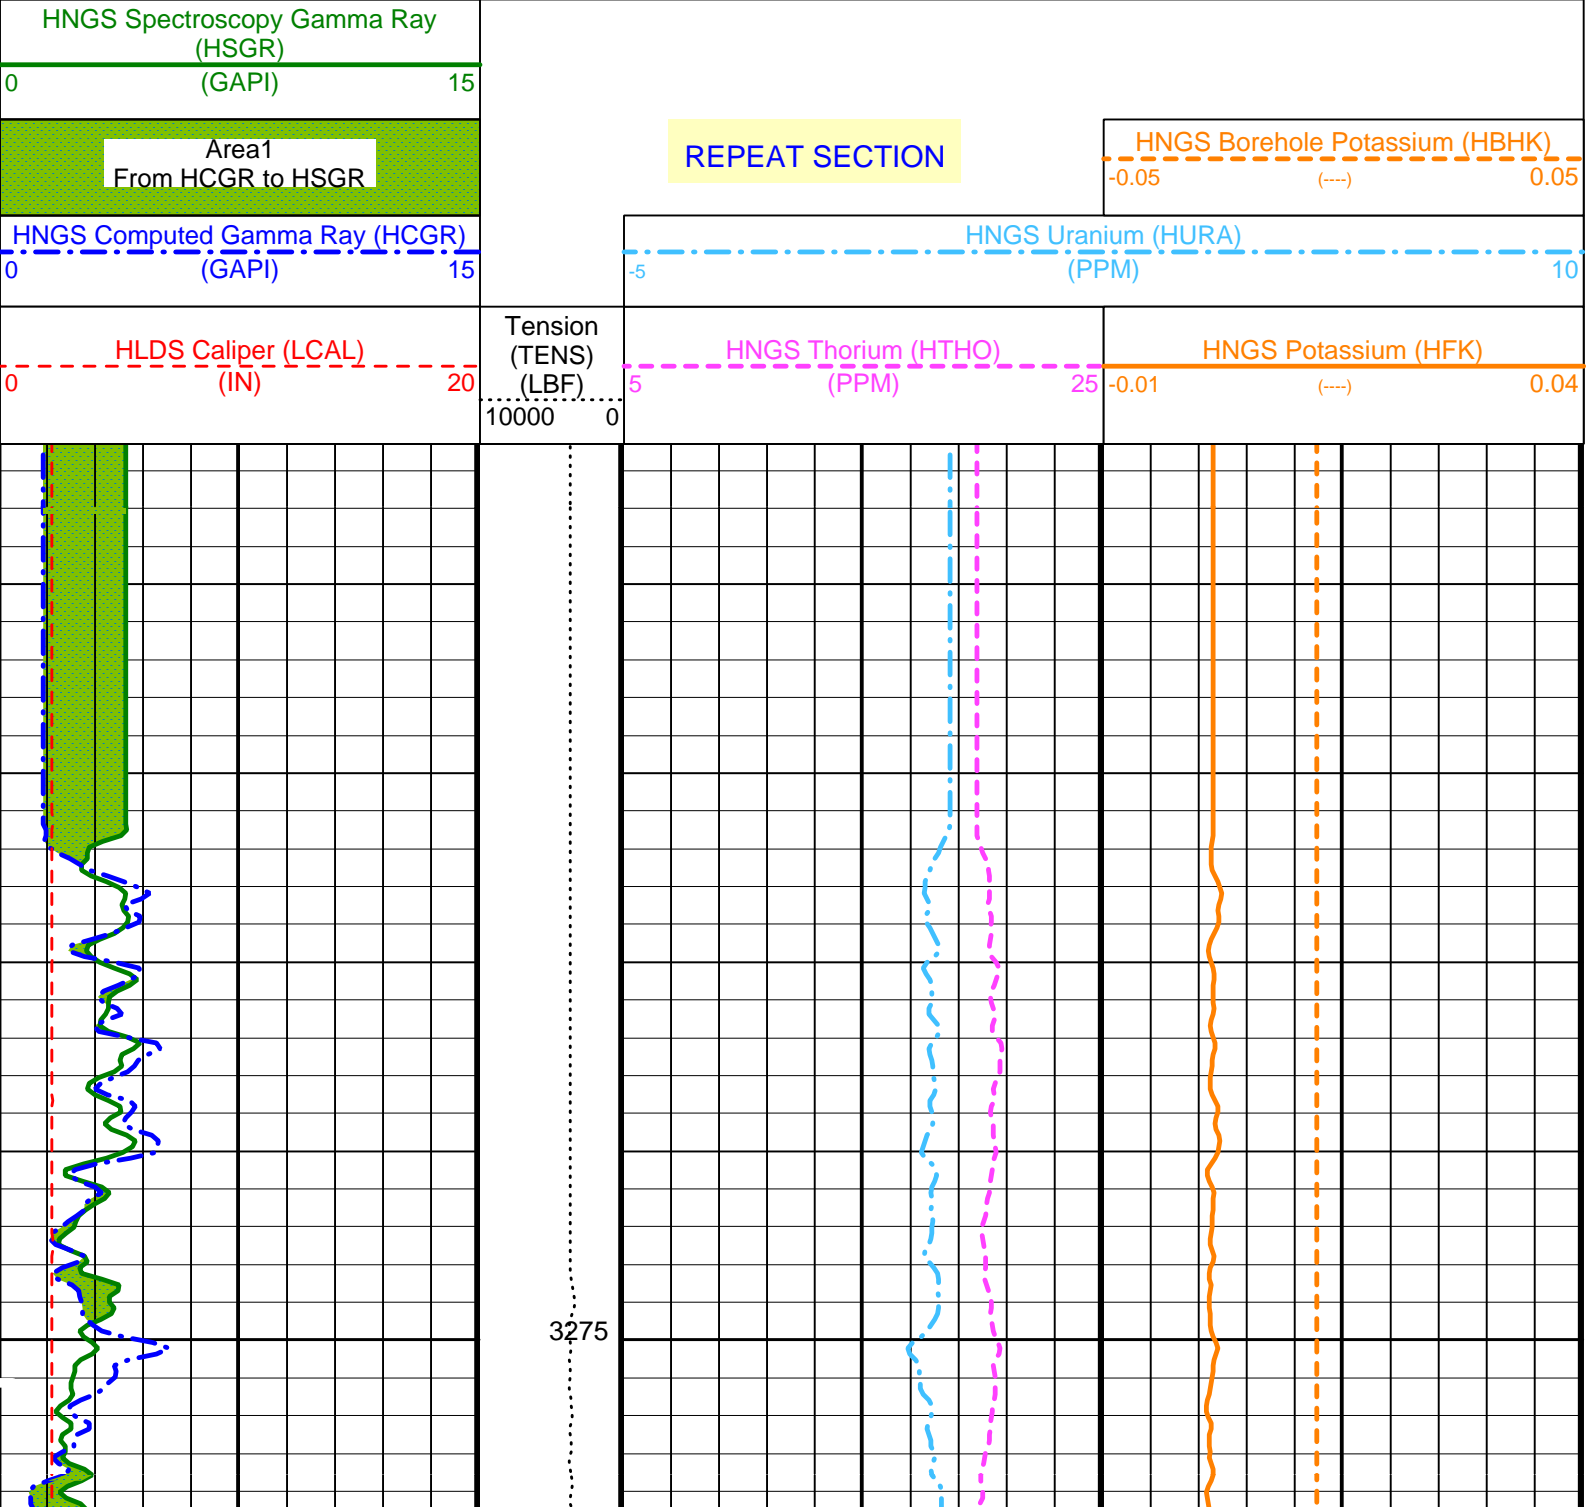 HNGS Spectroscopy Gamma Ray
(HSGR)
0 (GAPI) 15
Area1
From HCGR to HSGR
REPEAT SECTION
HNGS Borehole Potassium (HBHK)
-0.05 (----) 0.05
HNGS Computed Gamma Ray (HCGR)
0 (GAPI) 15
HNGS Uranium (HURA)
-5 (PPM) 10
HLDS Caliper (LCAL)
0 (IN) 20
Tension
(TENS)
(LBF)
10000 0
HNGS Thorium (HTHO)
5 (PPM) 25
HNGS Potassium (HFK)
-0.01 (----) 0.04
3275